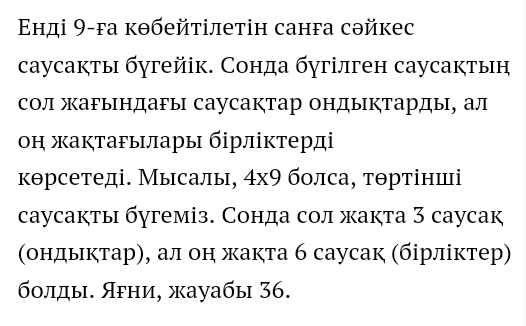 Енді 9-ға көбейтілетін санға сәйкес
саусақты бүгейік. Сонда бүгілген саусақтың
сол жағындағы саусақтар ондықтарды, ал
оң жақтағылары бірліктерді
көрсетеді. Мысалы, 4х9 болса, төртінші
саусақты бүгеміз. Сонда сол жақта 3 саусақ
(ондықтар), ал оң жақта 6 саусақ (бірліктер)
болды. Яғни, жауабы 36.